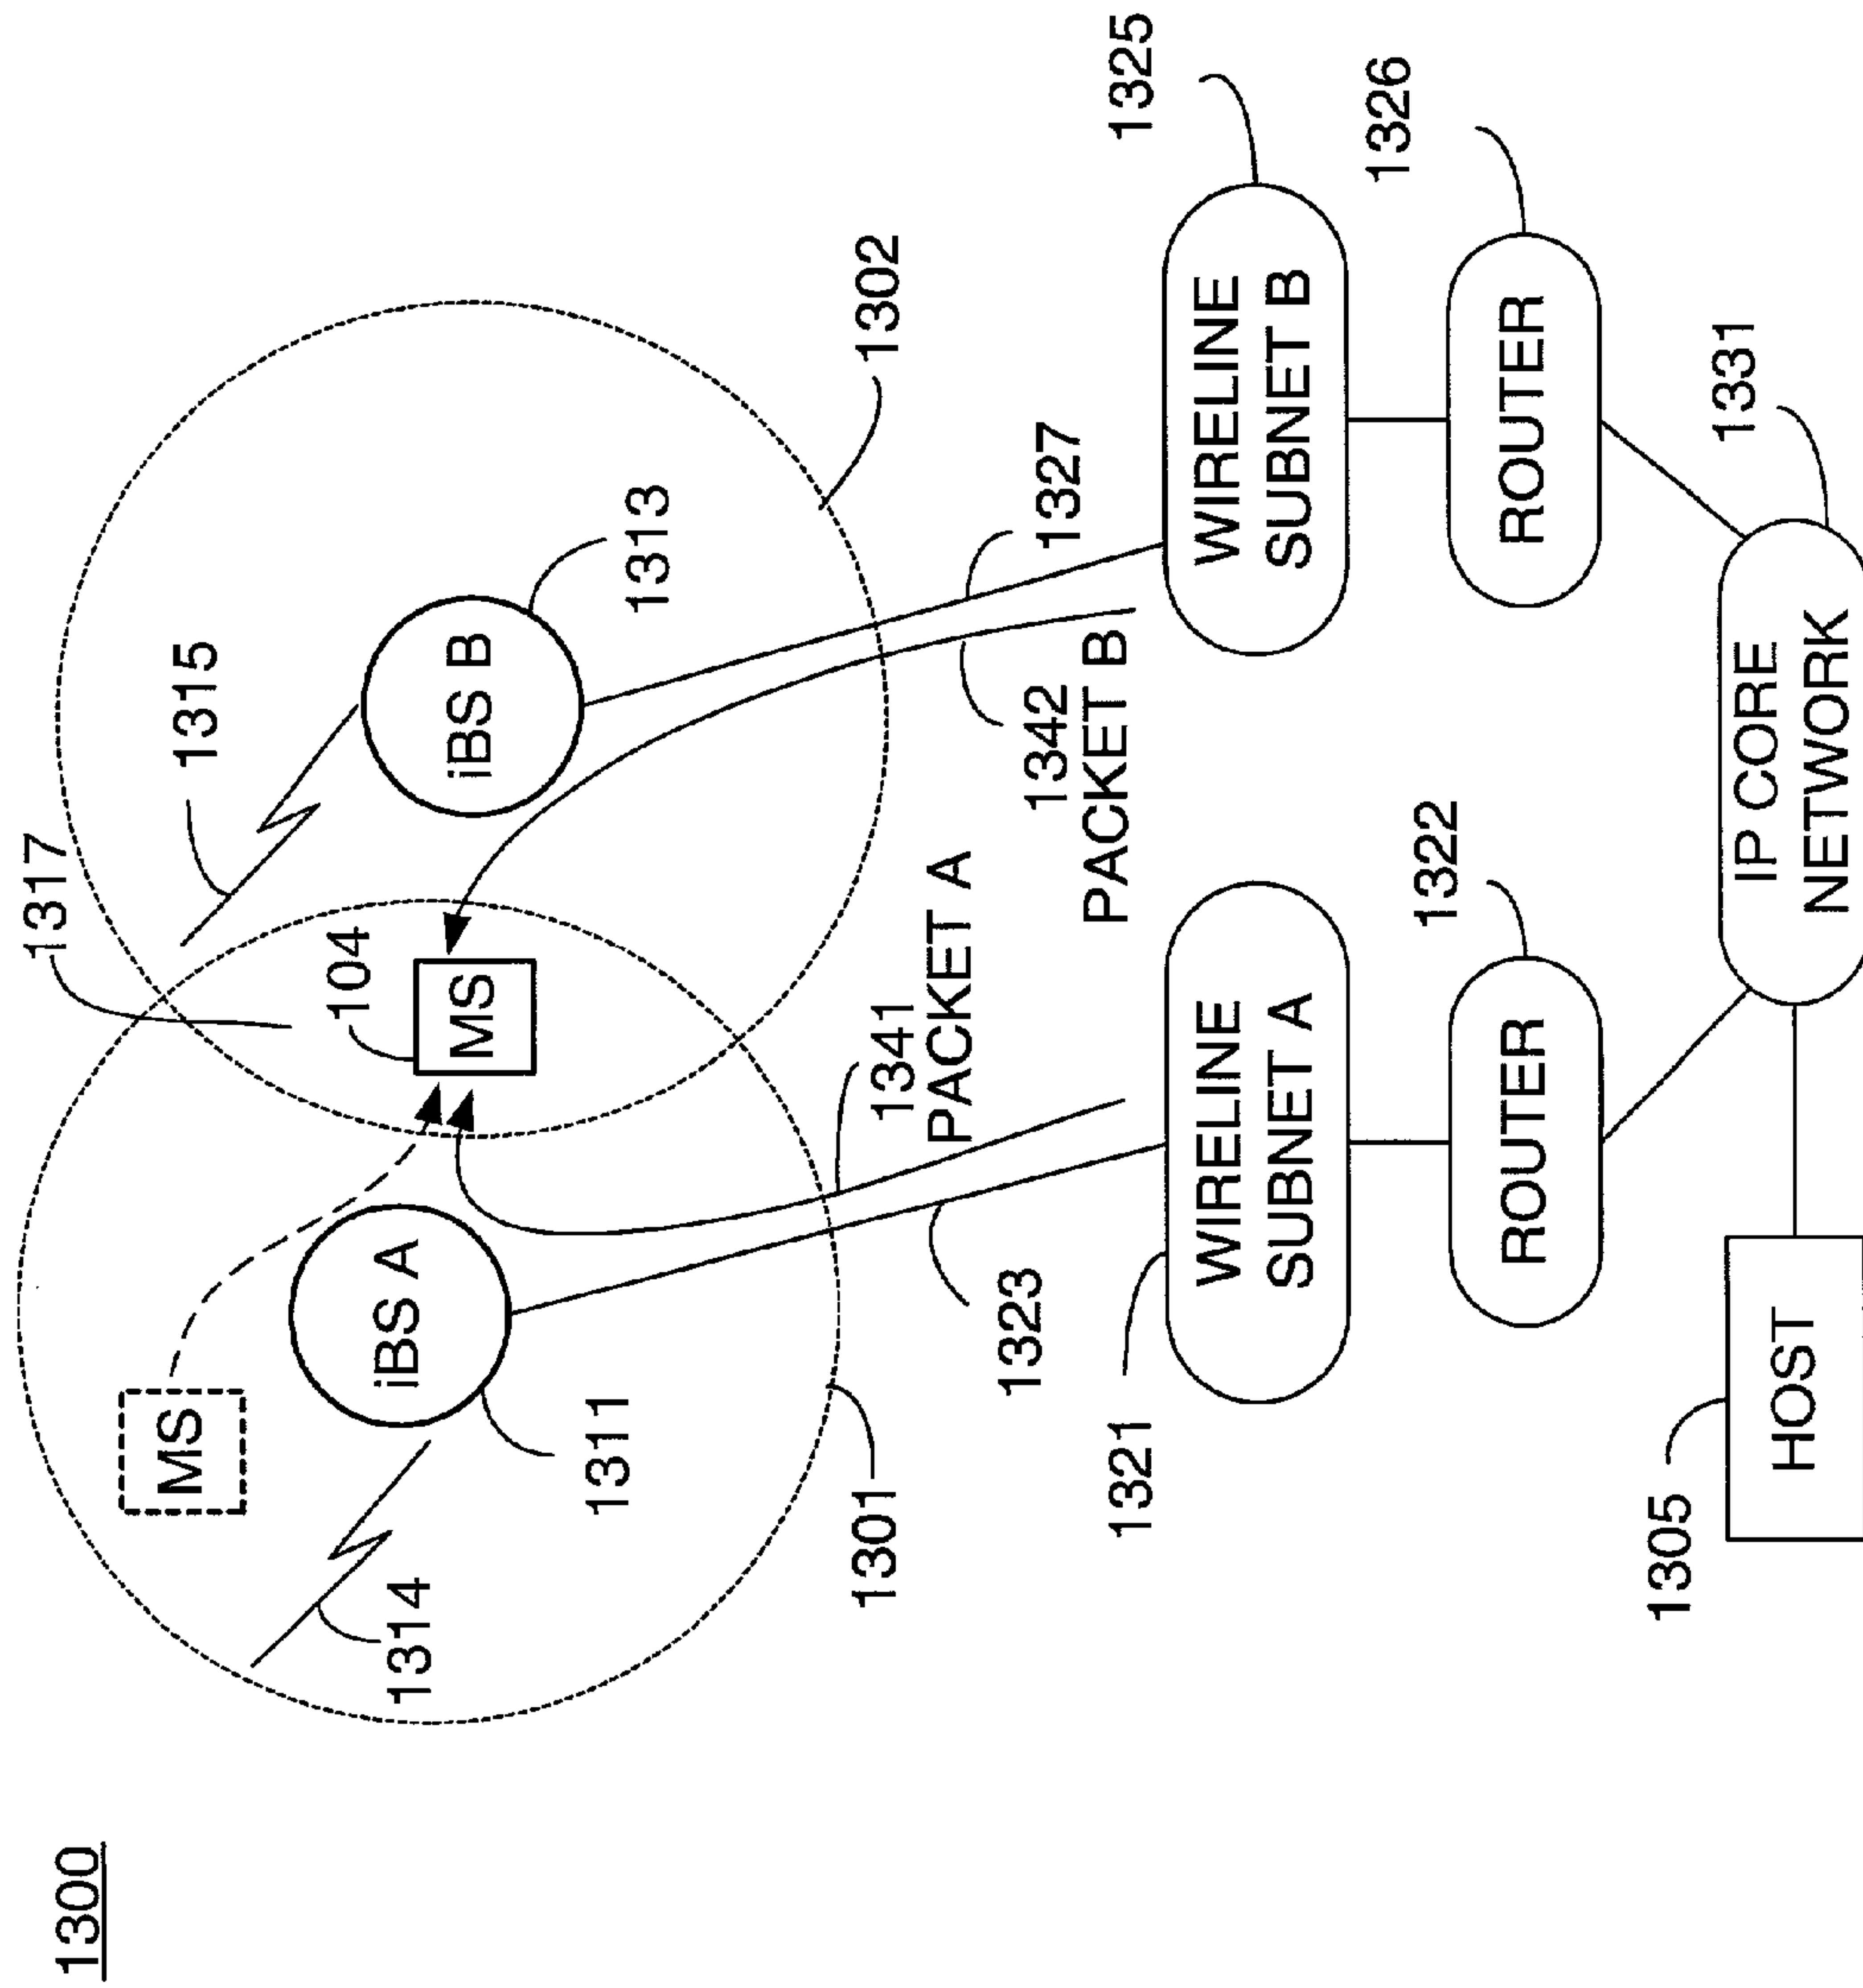 1300
1317
1315
MS
104
1314
iBS A
MS
iBS B
1311
1313
1301
1341
PACKET A
1302
1323
1342
PACKET B
1327
1321
1325
WIRELINE
SUBNET A
WIRELINE
SUBNET B
1322
1326
ROUTER
ROUTER
1305
1331
HOST
IP CORE
NETWORK